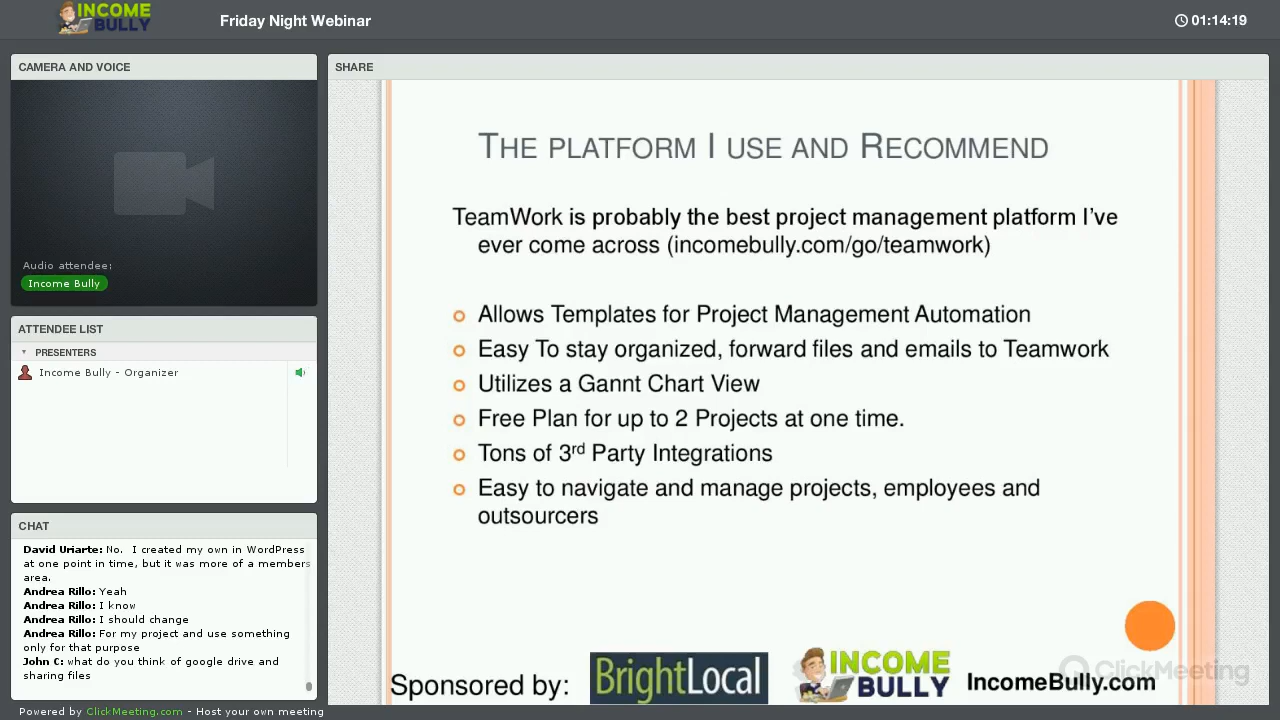 INCOME
BULLY
Friday Night Webinar
01:14:19
CAMERA AND VOICE
Audio attendee:
Income Bully
ATTENDEE LIST
PRESENTERS
Income Bully - Organizer
CHAT
David Uriarte: No. I created my own in WordPress
at one point in time, but it was more of a members
area.
Andrea Rillo: Yeah
Andrea Rillo: I know
Andrea Rillo: I should change
Andrea Rillo: For my project and use something
only for that purpose
John C: what do you think of google drive and
sharing files
Powered by ClickMeeting.com - Host your own meeting
SHARE
THE PLATFORM I USE AND RECOMMEND
TeamWork is probably the best project management platform I've
ever come across (incomebully.com/go/teamwork)
Allows Templates for Project Management Automation
Easy To stay organized, forward files and emails to Teamwork
Utilizes a Gannt Chart View
Free Plan for up to 2 Projects at one time.
Tons of 3rd Party Integrations
Easy to navigate and manage projects, employees and
outsourcers
Sponsored by:
BrightLocal
INCOME
BULLY
IncomeBully.com
ClickMeeting